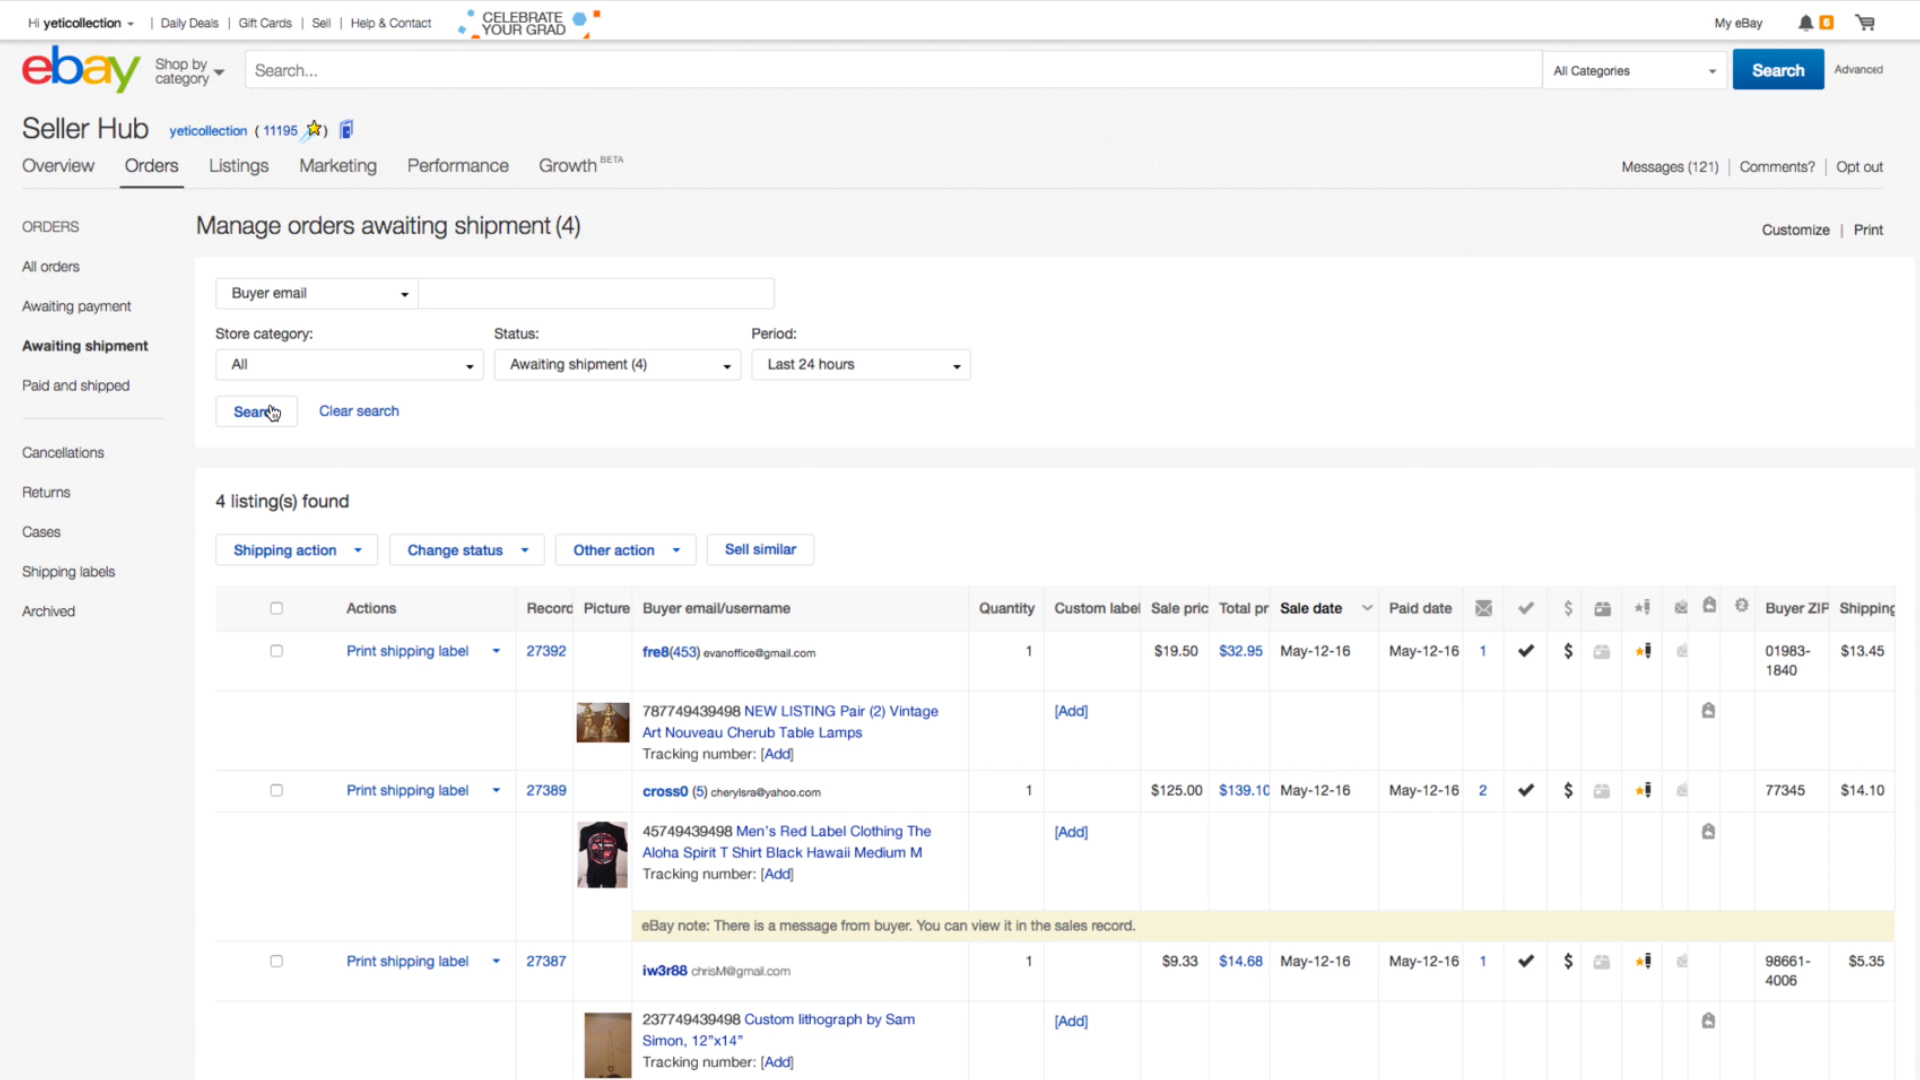 Hi yeticollection | Daily Deals | Gift Cards | Sell | Help & Contact CELEBRATE My eBay 6
YOUR GRAD
ebay Shop by category Search... All Categories Search Advanced
Seller Hub yeticollection ( 11195 )
Overview Orders Listings Marketing Performance Growth BETA Messages (121) | Comments? | Opt out
ORDERS
All orders
Awaiting payment
Awaiting shipment
Paid and shipped
Cancellations
Returns
Cases
Shipping labels
Archived
Manage orders awaiting shipment (4) Customize | Print
Buyer email
Store category: Status: Period:
All Awaiting shipment (4) Last 24 hours
Search Clear search
4 listing(s) found
Shipping action Change status Other action Sell similar
Actions Record Picture Buyer email/username Quantity Custom label Sale pric Total pr Sale date Paid date $ Buyer ZIP Shipping
Print shipping label 27392 fre8(453) evanoffice@gmail.com 1 $19.50 $32.95 May-12-16 May-12-16 1 $ 01983- $13.45
1840
787749439498 NEW LISTING Pair (2) Vintage [Add]
Art Nouveau Cherub Table Lamps
Tracking number: [Add]
Print shipping label 27389 cross0 (5) cherylsra@yahoo.com 1 $125.00 $139.10 May-12-16 May-12-16 2 $ 77345 $14.10
45749439498 Men's Red Label Clothing The [Add]
Aloha Spirit T Shirt Black Hawaii Medium M
Tracking number: [Add]
eBay note: There is a message from buyer. You can view it in the sales record.
Print shipping label 27387 iw3r88 chrisM@gmail.com 1 $9.33 $14.68 May-12-16 May-12-16 1 $ 98661- $5.35
4006
237749439498 Custom lithograph by Sam [Add]
Simon, 12"x14"
Tracking number: [Add]